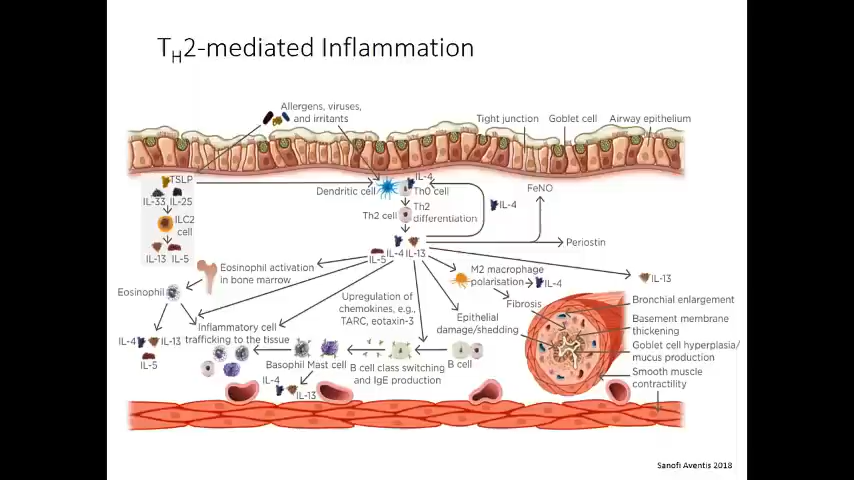 TH2-mediated Inflammation
Allergens, viruses,
and irritants
Tight junction
Goblet cell
Airway epithelium
TSLP
IL-33 IL-25
ILC2
cell
IL-13 IL-5
Dendritic cell
IL-4
Th0 cell
Th2 cell
Th2
differentiation
IL-4
FeNO
Periostin
IL-5
IL-4 IL-13
Eosinophil activation
in bone marrow
Eosinophil
IL-4 IL-13
IL-5
Inflammatory cell
trafficking to the tissue
Upregulation of
chemokines, e.g.,
TARC, eotaxin-3
M2 macrophage
polarisation
IL-4
IL-13
Fibrosis
Epithelial
damage/shedding
Bronchial enlargement
Basement membrane
thickening
Goblet cell hyperplasia/
mucus production
Smooth muscle
contractility
Basophil Mast cell
IL-4
IL-13
B cell class switching
and IgE production
B cell
Sanofi Aventis 2018